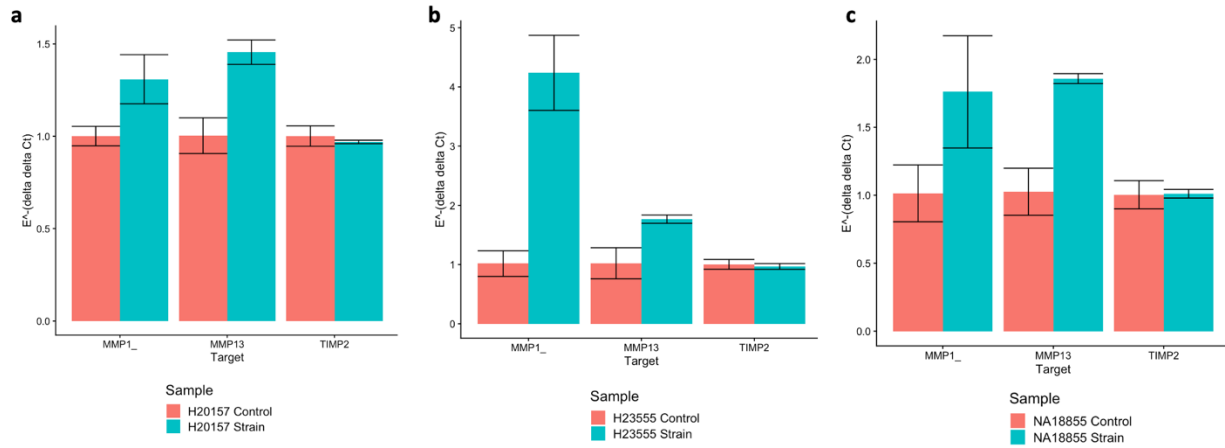 a
E^-(delta delta Ct)
1.5
1.0
0.5
0.0
MMP1_ MMP13 TIMP2
Target
Sample
H20157 Control
H20157 Strain
b
E^-(delta delta Ct)
5
4
3
2
1
0
MMP1_ MMP13 TIMP2
Target
Sample
H23555 Control
H23555 Strain
c
E^-(delta delta Ct)
2.0
1.5
1.0
0.5
0.0
MMP1_ MMP13 TIMP2
Target
Sample
NA18855 Control
NA18855 Strain